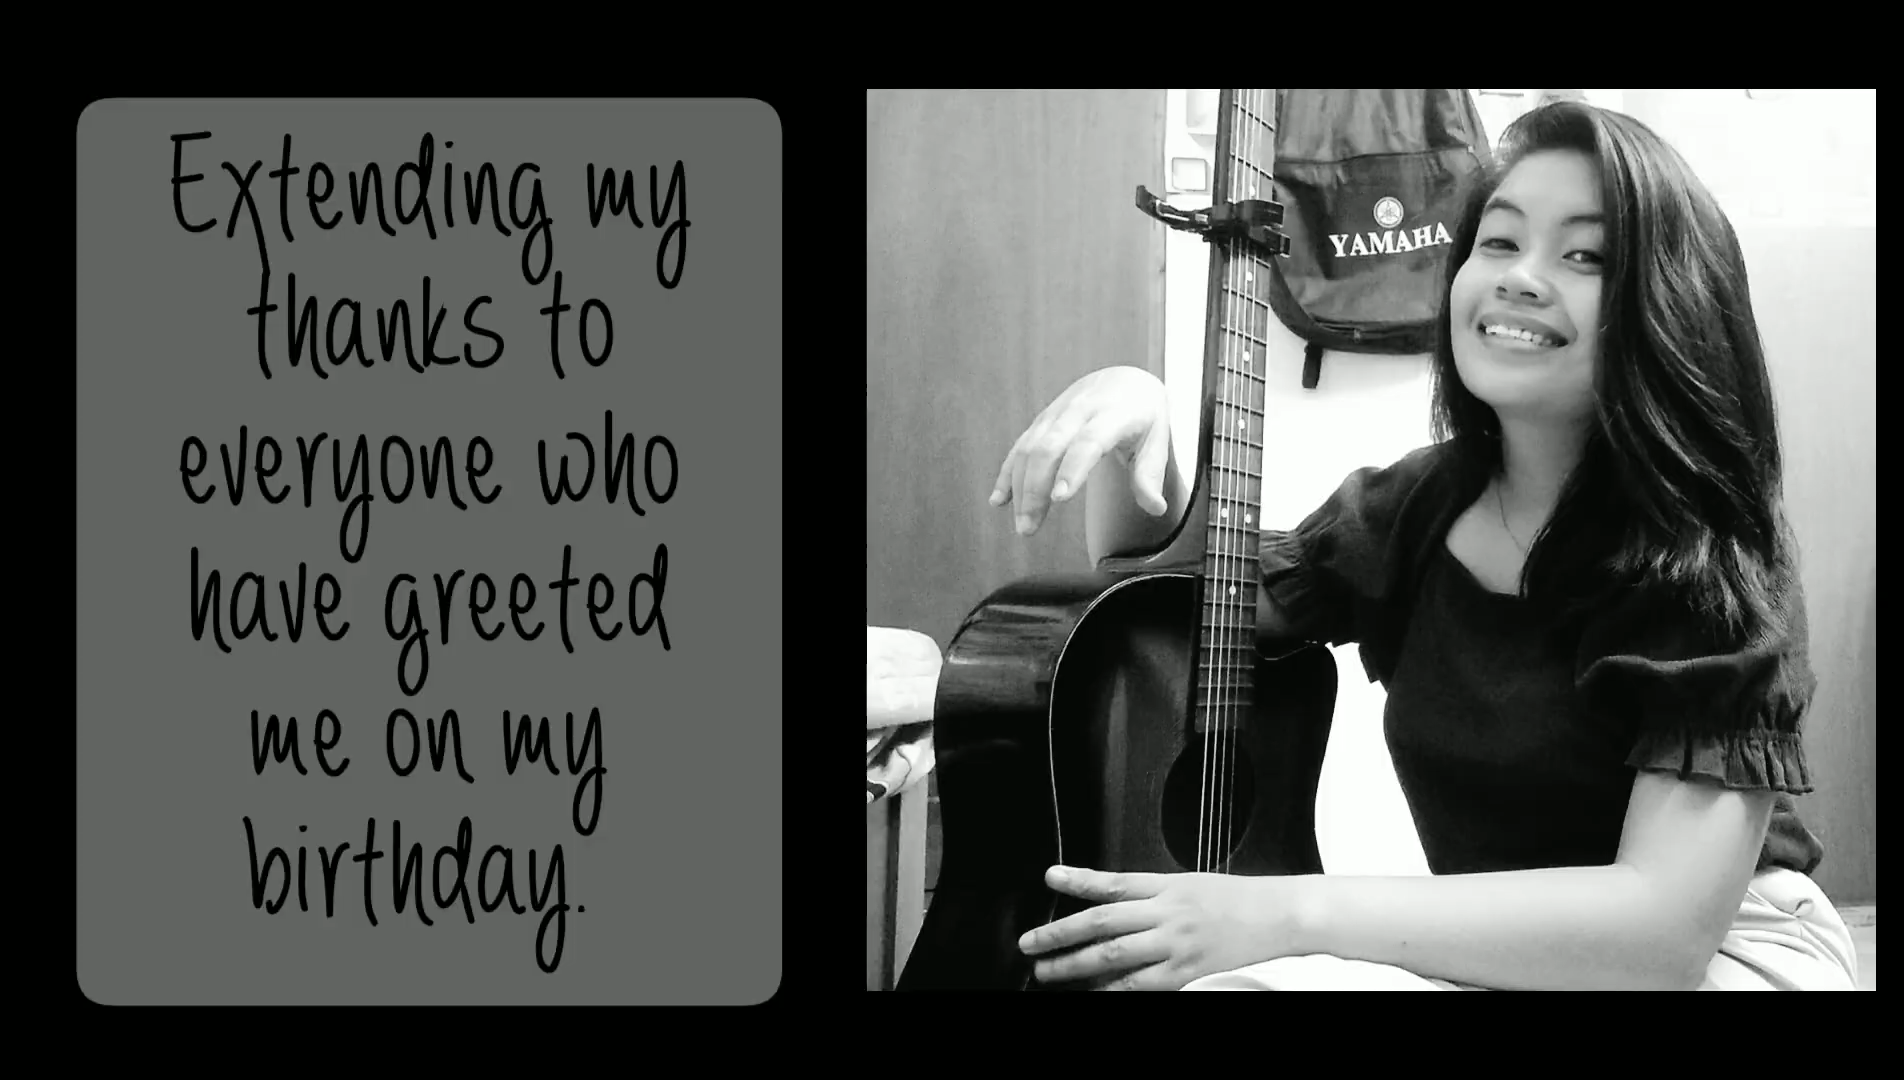 Extending my
thanks to
everyone who
have greeted
me on my
birthday.
YAMAHA